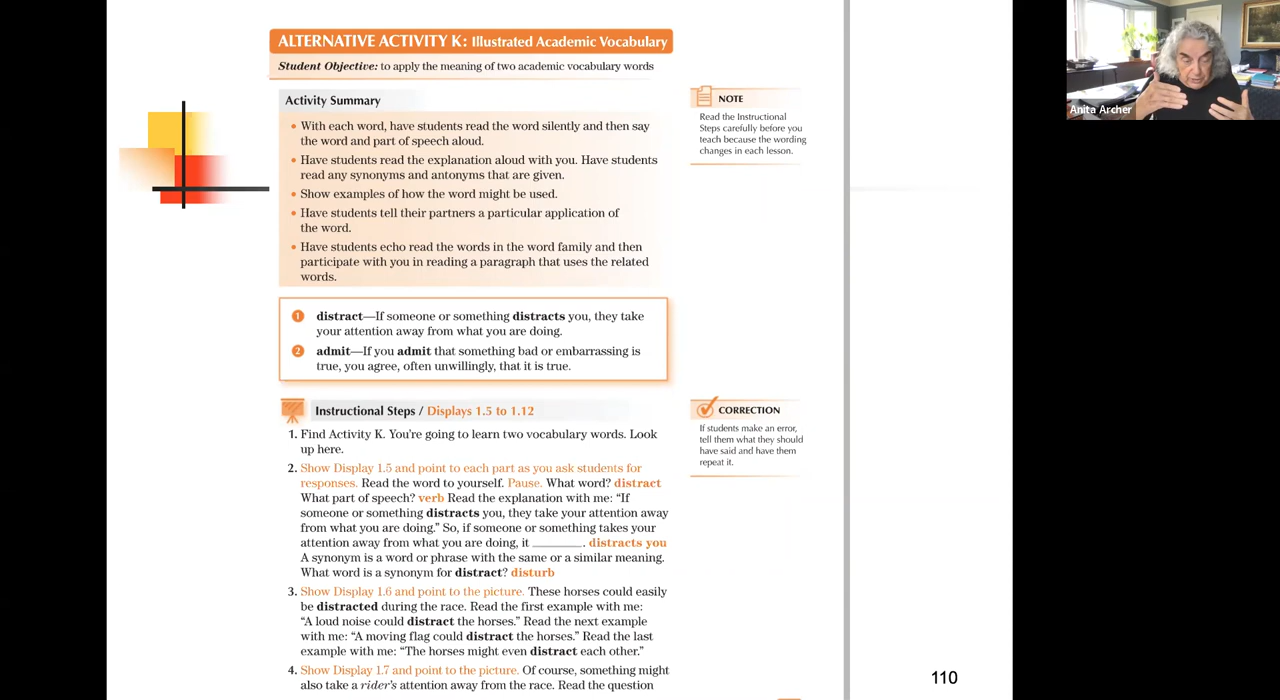 ALTERNATIVE ACTIVITY K: Illustrated Academic Vocabulary
Student Objective: to apply the meaning of two academic vocabulary words
Activity Summary
• With each word, have students read the word silently and then say
the word and part of speech aloud.
• Have students read the explanation aloud with you. Have students
read any synonyms and antonyms that are given.
• Show examples of how the word might be used.
• Have students tell their partners a particular application of
the word.
• Have students echo read the words in the word family and then
participate with you in reading a paragraph that uses the related
words.
NOTE
Read the Instructional
Steps carefully before you
teach because the wording
changes in each lesson.
1 distract—If someone or something distracts you, they take
your attention away from what you are doing.
2 admit—If you admit that something bad or embarrassing is
true, you agree, often unwillingly, that it is true.
Instructional Steps / Displays 1.5 to 1.12
1. Find Activity K. You're going to learn two vocabulary words. Look
up here.
2. Show Display 1.5 and point to each part as you ask students for
responses. Read the word to yourself. Pause. What word? distract
What part of speech? verb Read the explanation with me: "If
someone or something distracts you, they take your attention away
from what you are doing." So, if someone or something takes your
attention away from what you are doing, it ________. distracts you
A synonym is a word or phrase with the same or a similar meaning.
What word is a synonym for distract? disturb
3. Show Display 1.6 and point to the picture. These horses could easily
be distracted during the race. Read the first example with me:
"A loud noise could distract the horses." Read the next example
with me: "A moving flag could distract the horses." Read the last
example with me: "The horses might even distract each other."
4. Show Display 1.7 and point to the picture. Of course, something might
also take a rider's attention away from the race. Read the question
CORRECTION
If students make an error,
tell them what they should
have said and have them
repeat it.
110
Anita Archer